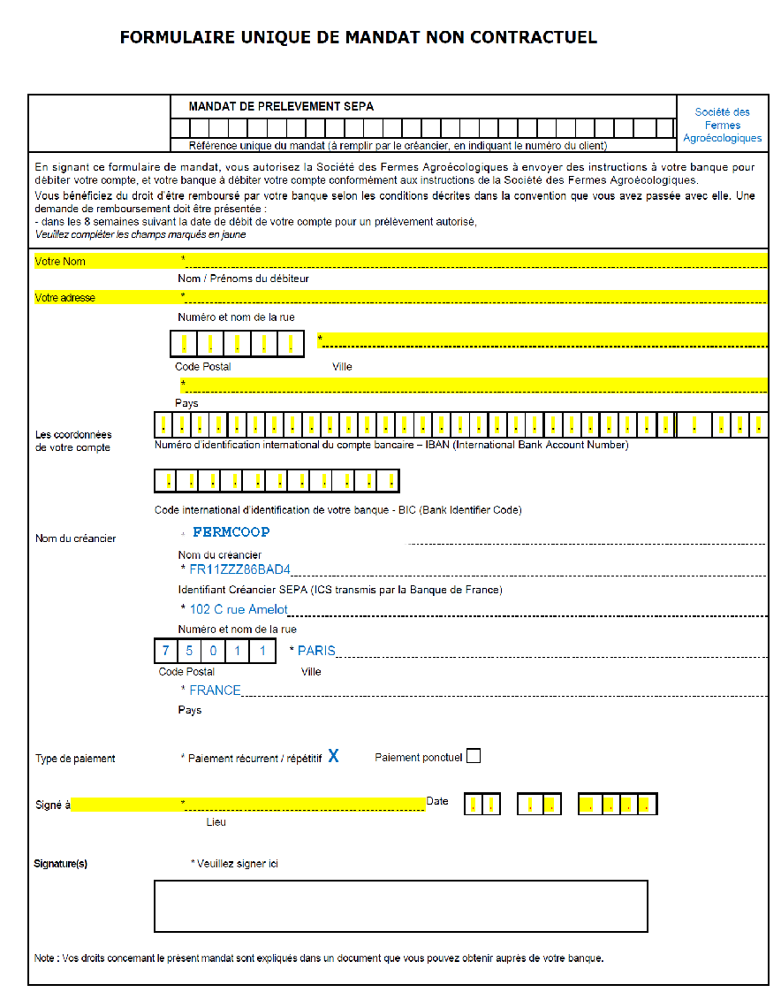 FORMULAIRE UNIQUE DE MANDAT NON CONTRACTUEL
MANDAT DE PRELEVEMENT SEPA
Société des
Fermes
Agroécologiques
Référence unique du mandat (à remplir par le créancier, en indiquant le numéro du client)
En signant ce formulaire de mandat, vous autorisez la Société des Fermes Agroécologiques à envoyer des instructions à votre banque pour
débiter votre compte, et votre banque à débiter votre compte conformément aux instructions de la Société des Fermes Agroécologiques.
Vous bénéficiez du droit d'être remboursé par votre banque selon les conditions décrites dans la convention que vous avez passée avec elle. Une
demande de remboursement doit être présentée :
- dans les 8 semaines suivant la date de débit de votre compte pour un prélèvement autorisé,
Veuillez compléter les champs marqués en jaune
Votre Nom *
Nom / Prénoms du débiteur
Votre adresse *
Numéro et nom de la rue
*
Code Postal Ville
*
Pays
Les coordonnées
de votre compte
Numéro d'identification international du compte bancaire – IBAN (International Bank Account Number)
Code international d'identification de votre banque - BIC (Bank Identifier Code)
Nom du créancier FERMCOOP
Nom du créancier
* FR11ZZZ86BAD4
Identifiant Créancier SEPA (ICS transmis par la Banque de France)
* 102 C rue Amelot
Numéro et nom de la rue
7 5 0 1 1 * PARIS
Code Postal Ville
* FRANCE
Pays
Type de paiement * Paiement récurrent / répétitif X Paiement ponctuel
Signé à * Date
Lieu
Signature(s) * Veuillez signer ici
Note : Vos droits concernant le présent mandat sont expliqués dans un document que vous pouvez obtenir auprès de votre banque.